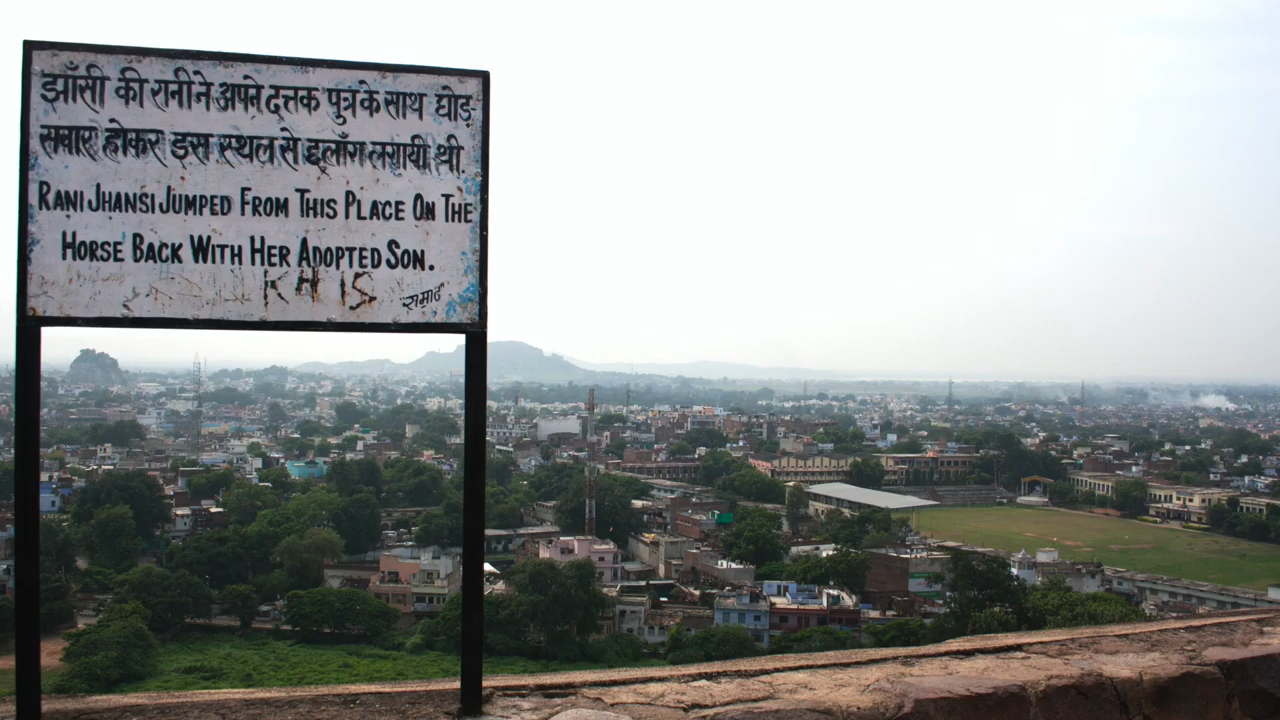 झाँसी की रानी ने अपने दत्तक पुत्र के साथ घोड़-
सवार होकर इस स्थल से छलाँग लगायी थी.
RANI JHANSI JUMPED FROM THIS PLACE ON THE
HORSE BACK WITH HER ADOPTED SON.